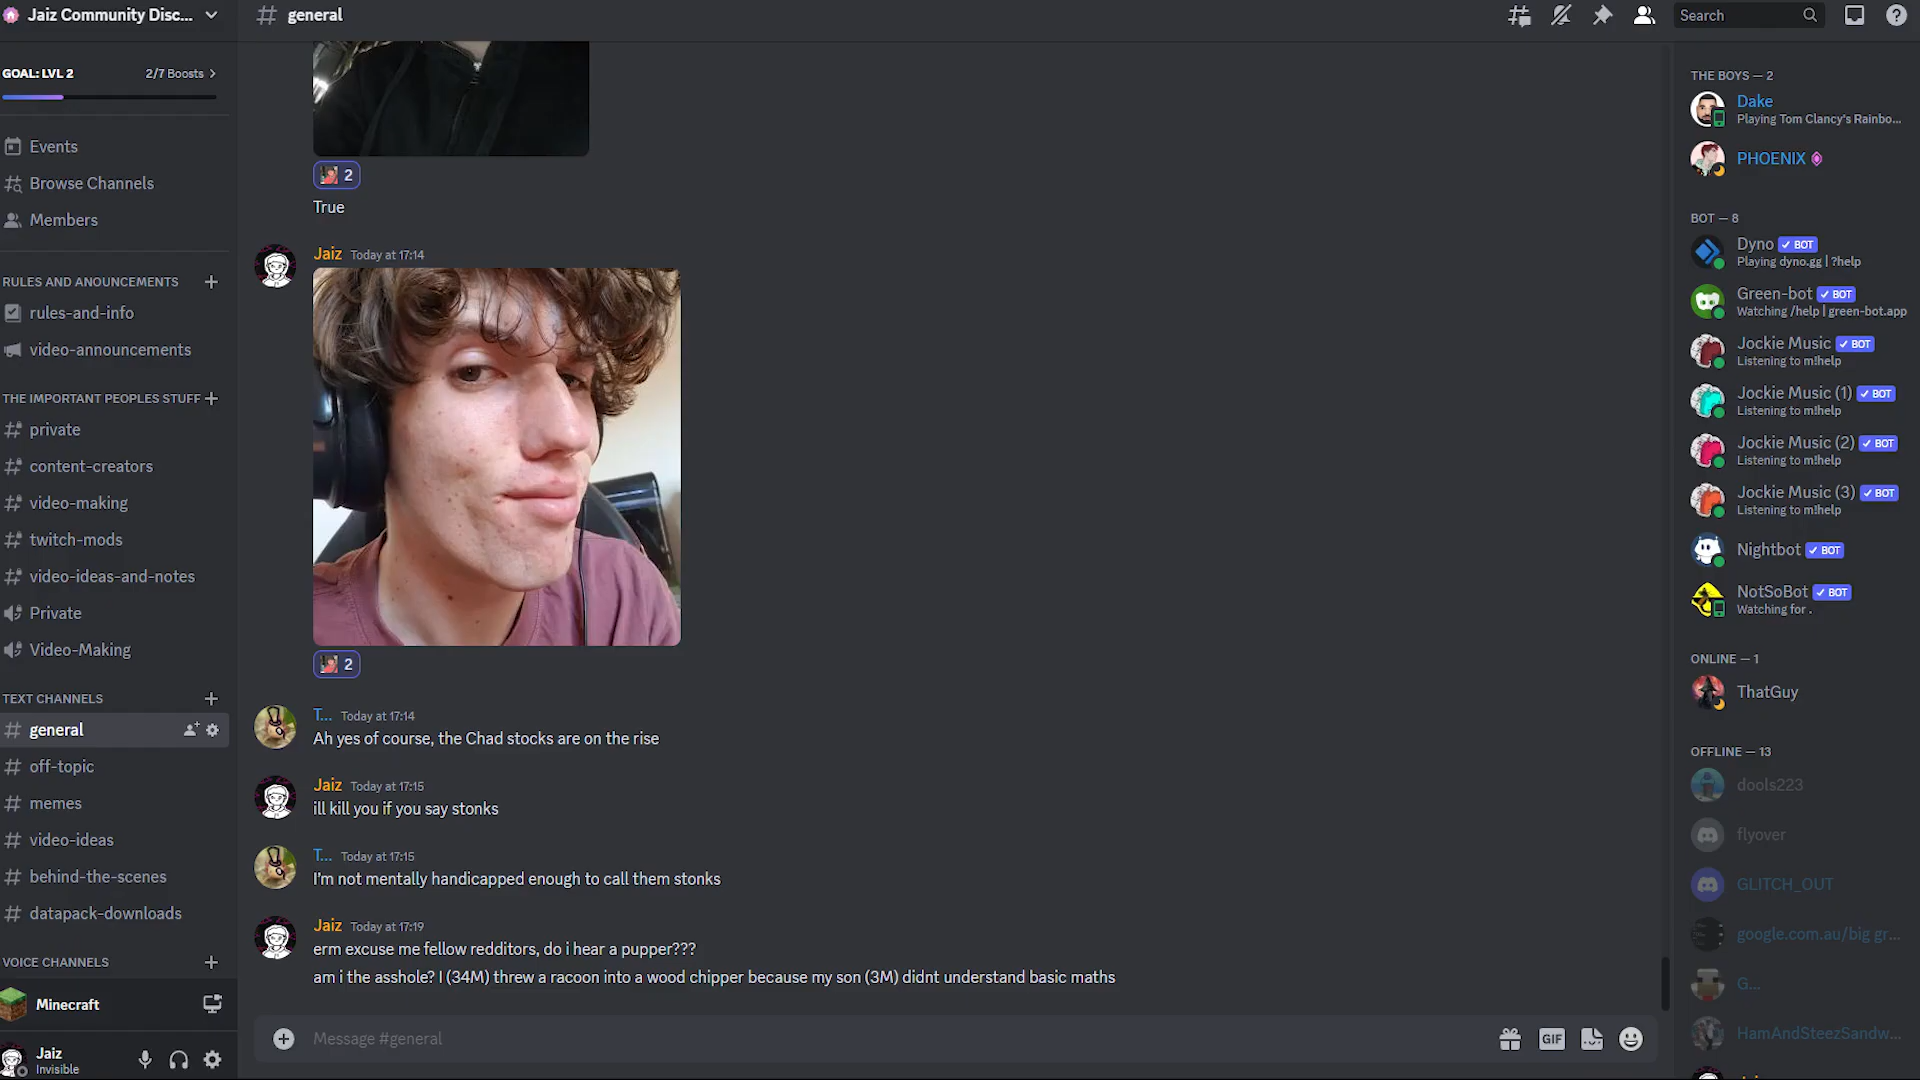 Jaiz Community Disc...
GOAL: LVL 2
2/7 Boosts
Events
Browse Channels
Members
RULES AND ANOUNCEMENTS
rules-and-info
video-announcements
THE IMPORTANT PEOPLES STUFF
private
content-creators
video-making
twitch-mods
video-ideas-and-notes
Private
Video-Making
TEXT CHANNELS
general
off-topic
memes
video-ideas
behind-the-scenes
datapack-downloads
VOICE CHANNELS
Minecraft
Jaiz
Invisible
general
Search
2
True
Jaiz Today at 17:14
2
T... Today at 17:14
Ah yes of course, the Chad stocks are on the rise
Jaiz Today at 17:15
ill kill you if you say stonks
T... Today at 17:15
I'm not mentally handicapped enough to call them stonks
Jaiz Today at 17:19
erm excuse me fellow redditors, do i hear a pupper???
am i the asshole? I (34M) threw a racoon into a wood chipper because my son (3M) didnt understand basic maths
Message #general
GIF
THE BOYS — 2
Dake
Playing Tom Clancy's Rainbo...
PHOENIX
BOT — 8
Dyno BOT
Playing dyno.gg | ?help
Green-bot BOT
Watching /help | green-bot.app
Jockie Music BOT
Listening to m!help
Jockie Music (1) BOT
Listening to m!help
Jockie Music (2) BOT
Listening to m!help
Jockie Music (3) BOT
Listening to m!help
Nightbot BOT
NotSoBot BOT
Watching for .
ONLINE — 1
ThatGuy
OFFLINE — 13
dools223
flyover
GLITCH_OUT
google.com.au/big gr...
G...
HamAndSteezSandw...